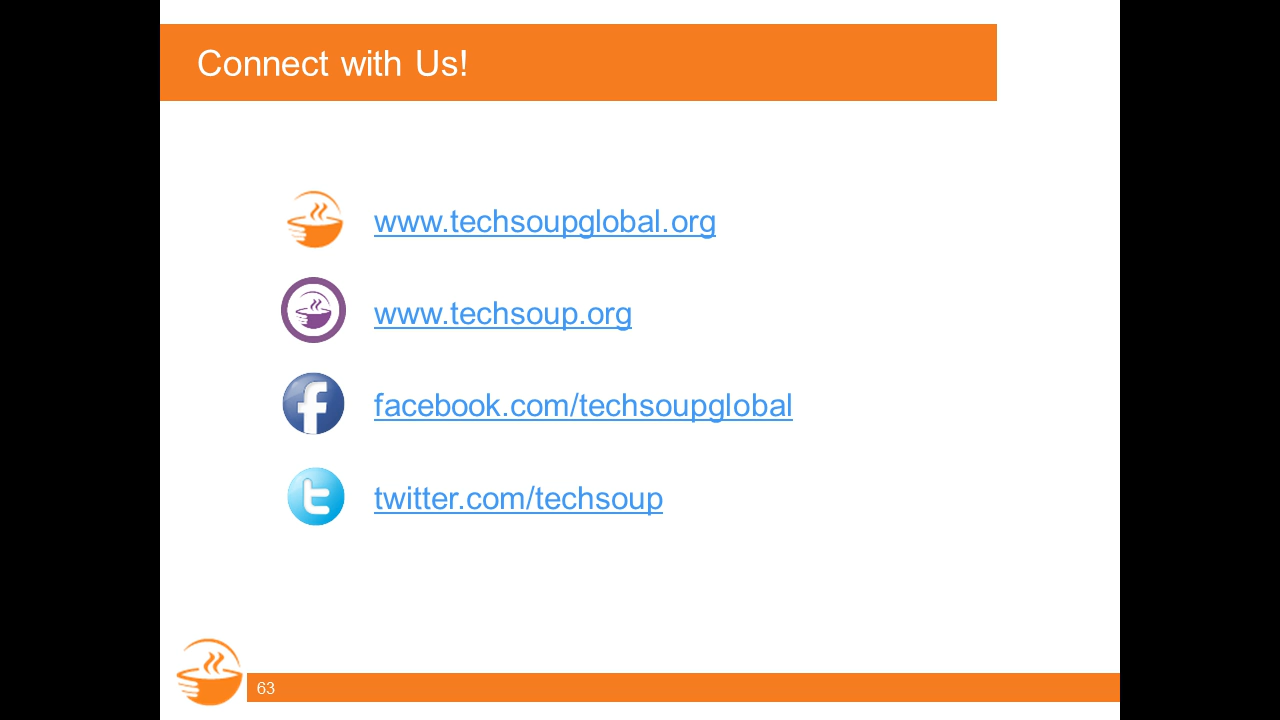 Connect with Us!
www.techsoupglobal.org
www.techsoup.org
facebook.com/techsoupglobal
twitter.com/techsoup
63